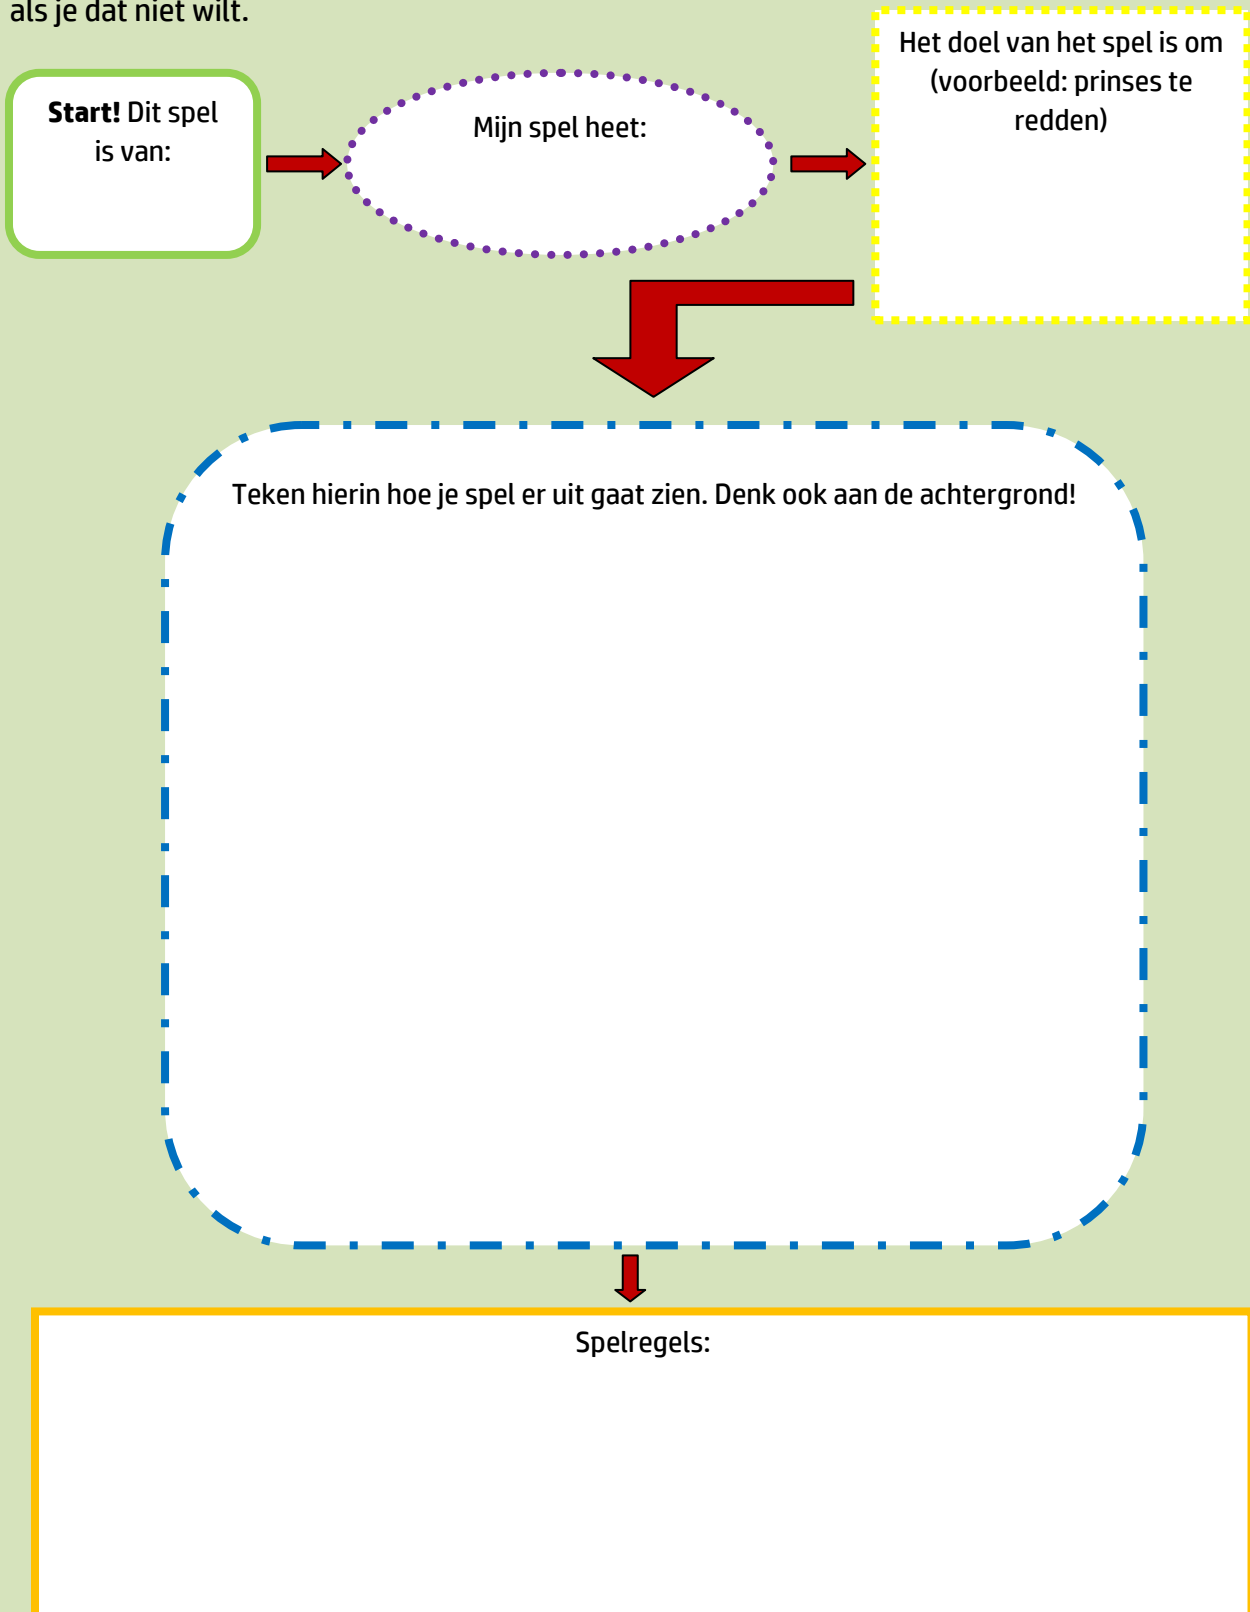 als je dat niet wilt.
Start! Dit spel
is van:
Mijn spel heet:
Het doel van het spel is om
(voorbeeld: prinses te
redden)
Teken hierin hoe je spel er uit gaat zien. Denk ook aan de achtergrond!
Spelregels: